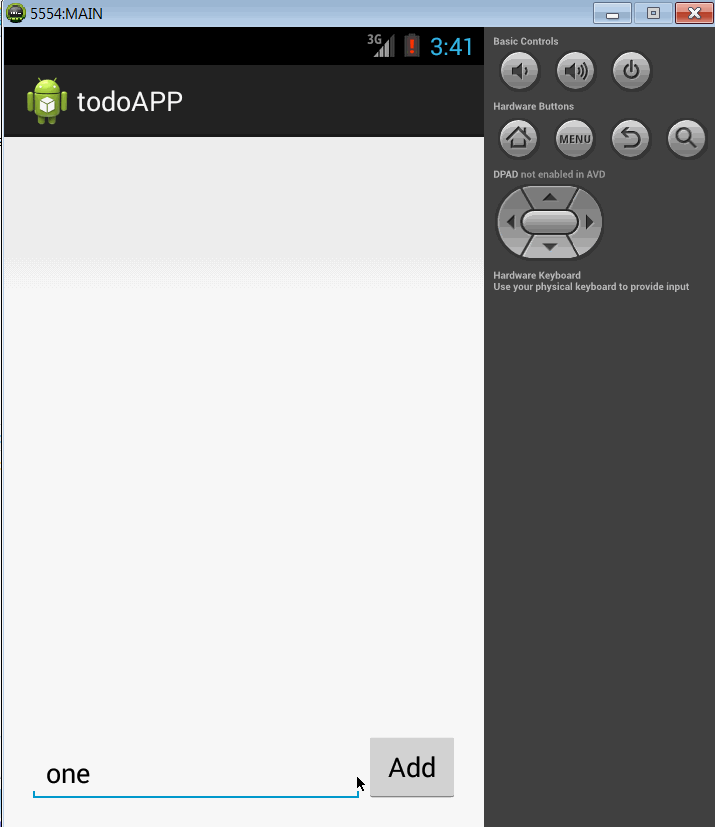 5554:MAIN
3G
3:41
todoAPP
one
Add
Basic Controls
Hardware Buttons
MENU
DPAD not enabled in AVD
Hardware Keyboard
Use your physical keyboard to provide input